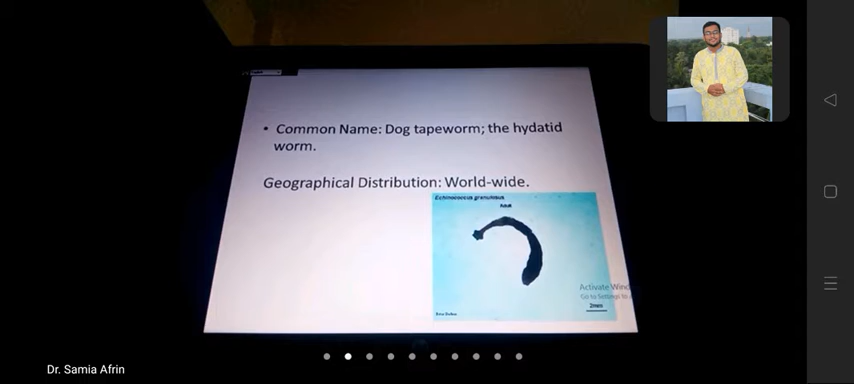 • Common Name: Dog tapeworm; the hydatid
worm.
Geographical Distribution: World-wide.
Echinococcus granulosus
Adult
Activate Wind
Go to Settings to a
2mm
Dr. Samia Afrin